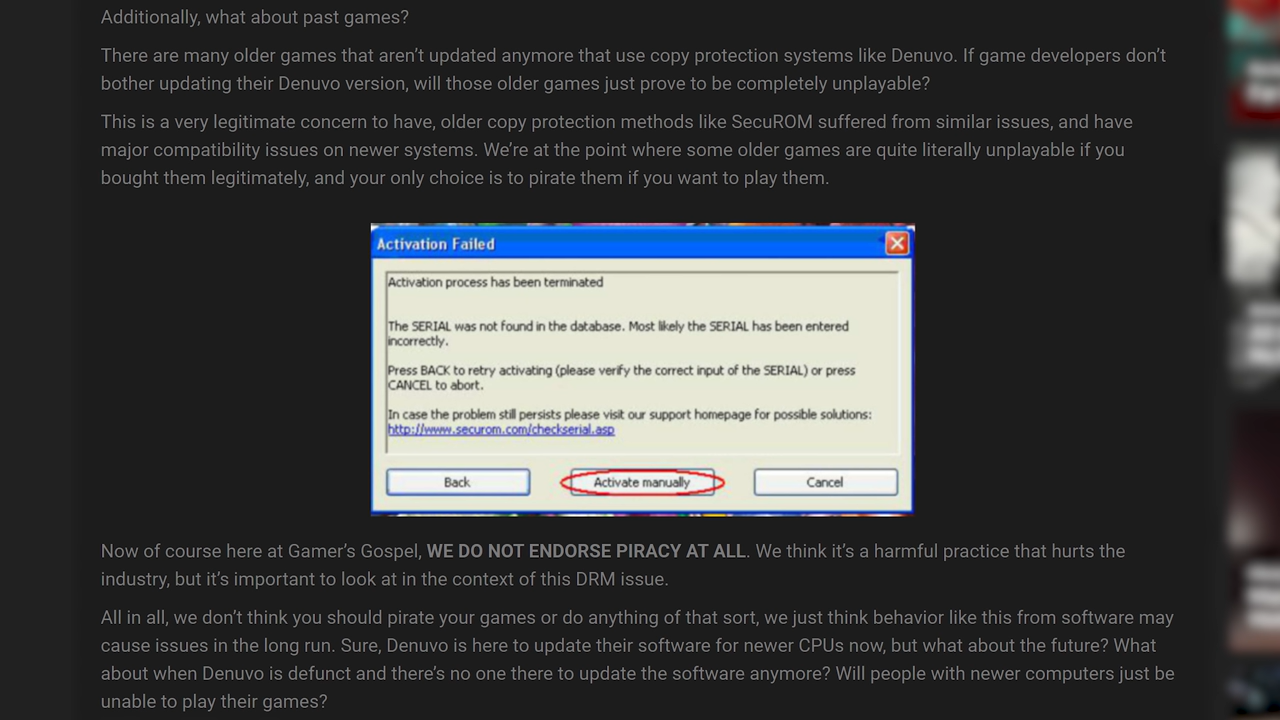 Additionally, what about past games?
There are many older games that aren’t updated anymore that use copy protection systems like Denuvo. If game developers don’t
bother updating their Denuvo version, will those older games just prove to be completely unplayable?
This is a very legitimate concern to have, older copy protection methods like SecuROM suffered from similar issues, and have
major compatibility issues on newer systems. We’re at the point where some older games are quite literally unplayable if you
bought them legitimately, and your only choice is to pirate them if you want to play them.
Activation Failed
Activation process has been terminated
The SERIAL was not found in the database. Most likely the SERIAL has been entered
incorrectly.
Press BACK to retry activating (please verify the correct input of the SERIAL) or press
CANCEL to abort.
In case the problem still persists please visit our support homepage for possible solutions:
http://www.securom.com/checkserial.asp
Back Activate manually Cancel
Now of course here at Gamer’s Gospel, WE DO NOT ENDORSE PIRACY AT ALL. We think it’s a harmful practice that hurts the
industry, but it’s important to look at in the context of this DRM issue.
All in all, we don’t think you should pirate your games or do anything of that sort, we just think behavior like this from software may
cause issues in the long run. Sure, Denuvo is here to update their software for newer CPUs now, but what about the future? What
about when Denuvo is defunct and there’s no one there to update the software anymore? Will people with newer computers just be
unable to play their games?